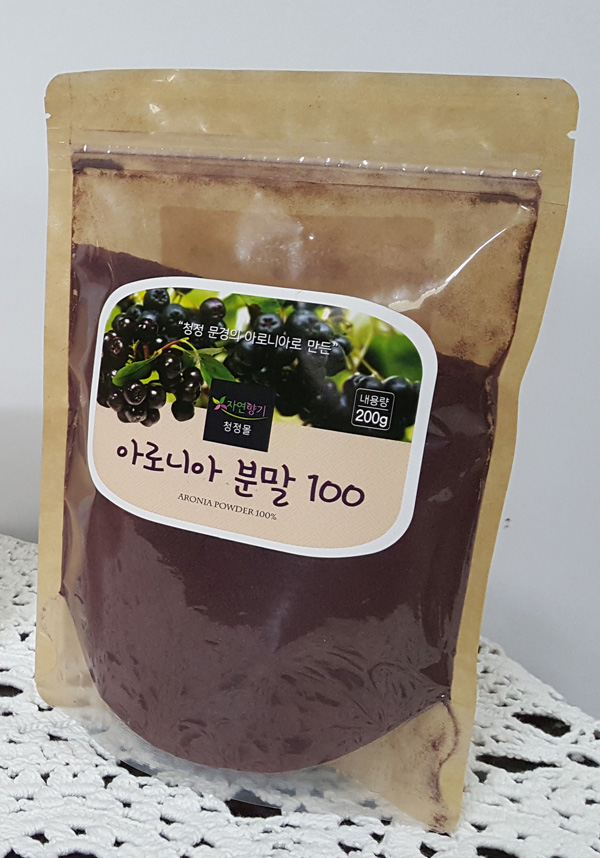 "청정 문경의 아로니아로 만든"
자연향기
청정몰
내용량
200g
아로니아 분말 100
ARONIA POWDER 100%